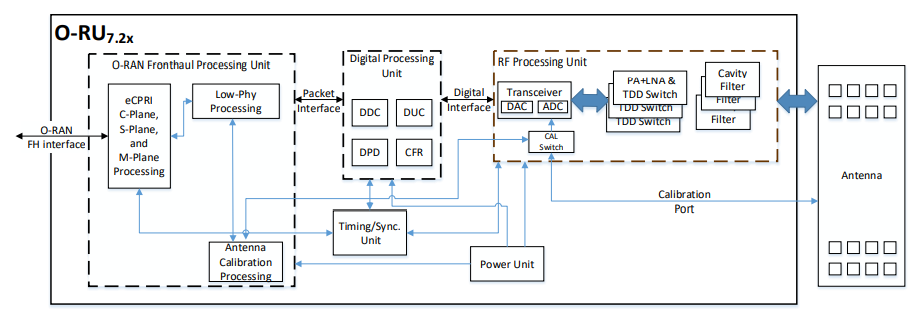 O-RU7.2x
O-RAN Fronthaul Processing Unit
eCPRI
C-Plane,
S-Plane,
and
M-Plane
Processing
Low-Phy
Processing
O-RAN
FH interface
Antenna
Calibration
Processing
Packet
Interface
Digital Processing
Unit
DDC
DUC
DPD
CFR
Timing/Sync.
Unit
Digital
Interface
RF Processing Unit
Transceiver
DAC
ADC
CAL
Switch
PA+LNA &
TDD Switch
TDD Switch
TDD Switch
Cavity
Filter
Filter
Filter
Power Unit
Calibration
Port
Antenna